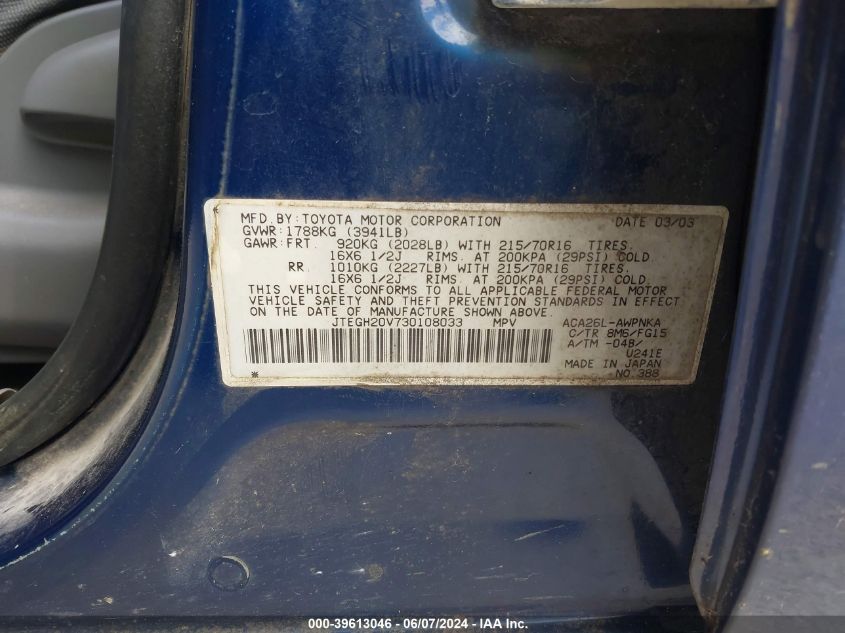 MFD.BY:TOYOTA MOTOR CORPORATION DATE 03/03
GVWR:1788KG (3941LB)
GAWR:FRT. 920KG (2028LB) WITH 215/70R16 TIRES.
16X6 1/2J RIMS. AT 200KPA (29PSI) COLD
RR. 1010KG (2227LB) WITH 215/70R16 TIRES.
16X6 1/2J RIMS. AT 200KPA (29PSI) COLD.
THIS VEHICLE CONFORMS TO ALL APPLICABLE FEDERAL MOTOR
VEHICLE SAFETY AND THEFT PREVENTION STANDARDS IN EFFECT
ON THE DATE OF MANUFACTURE SHOWN ABOVE.
JTEGH20V730108033 MPV ACA26L-AWPNKA
C/TR 8M6/FG15
A/TM -04B/
U241E
MADE IN JAPAN
* NO.388
000-39613046 - 06/07/2024 - IAA Inc.